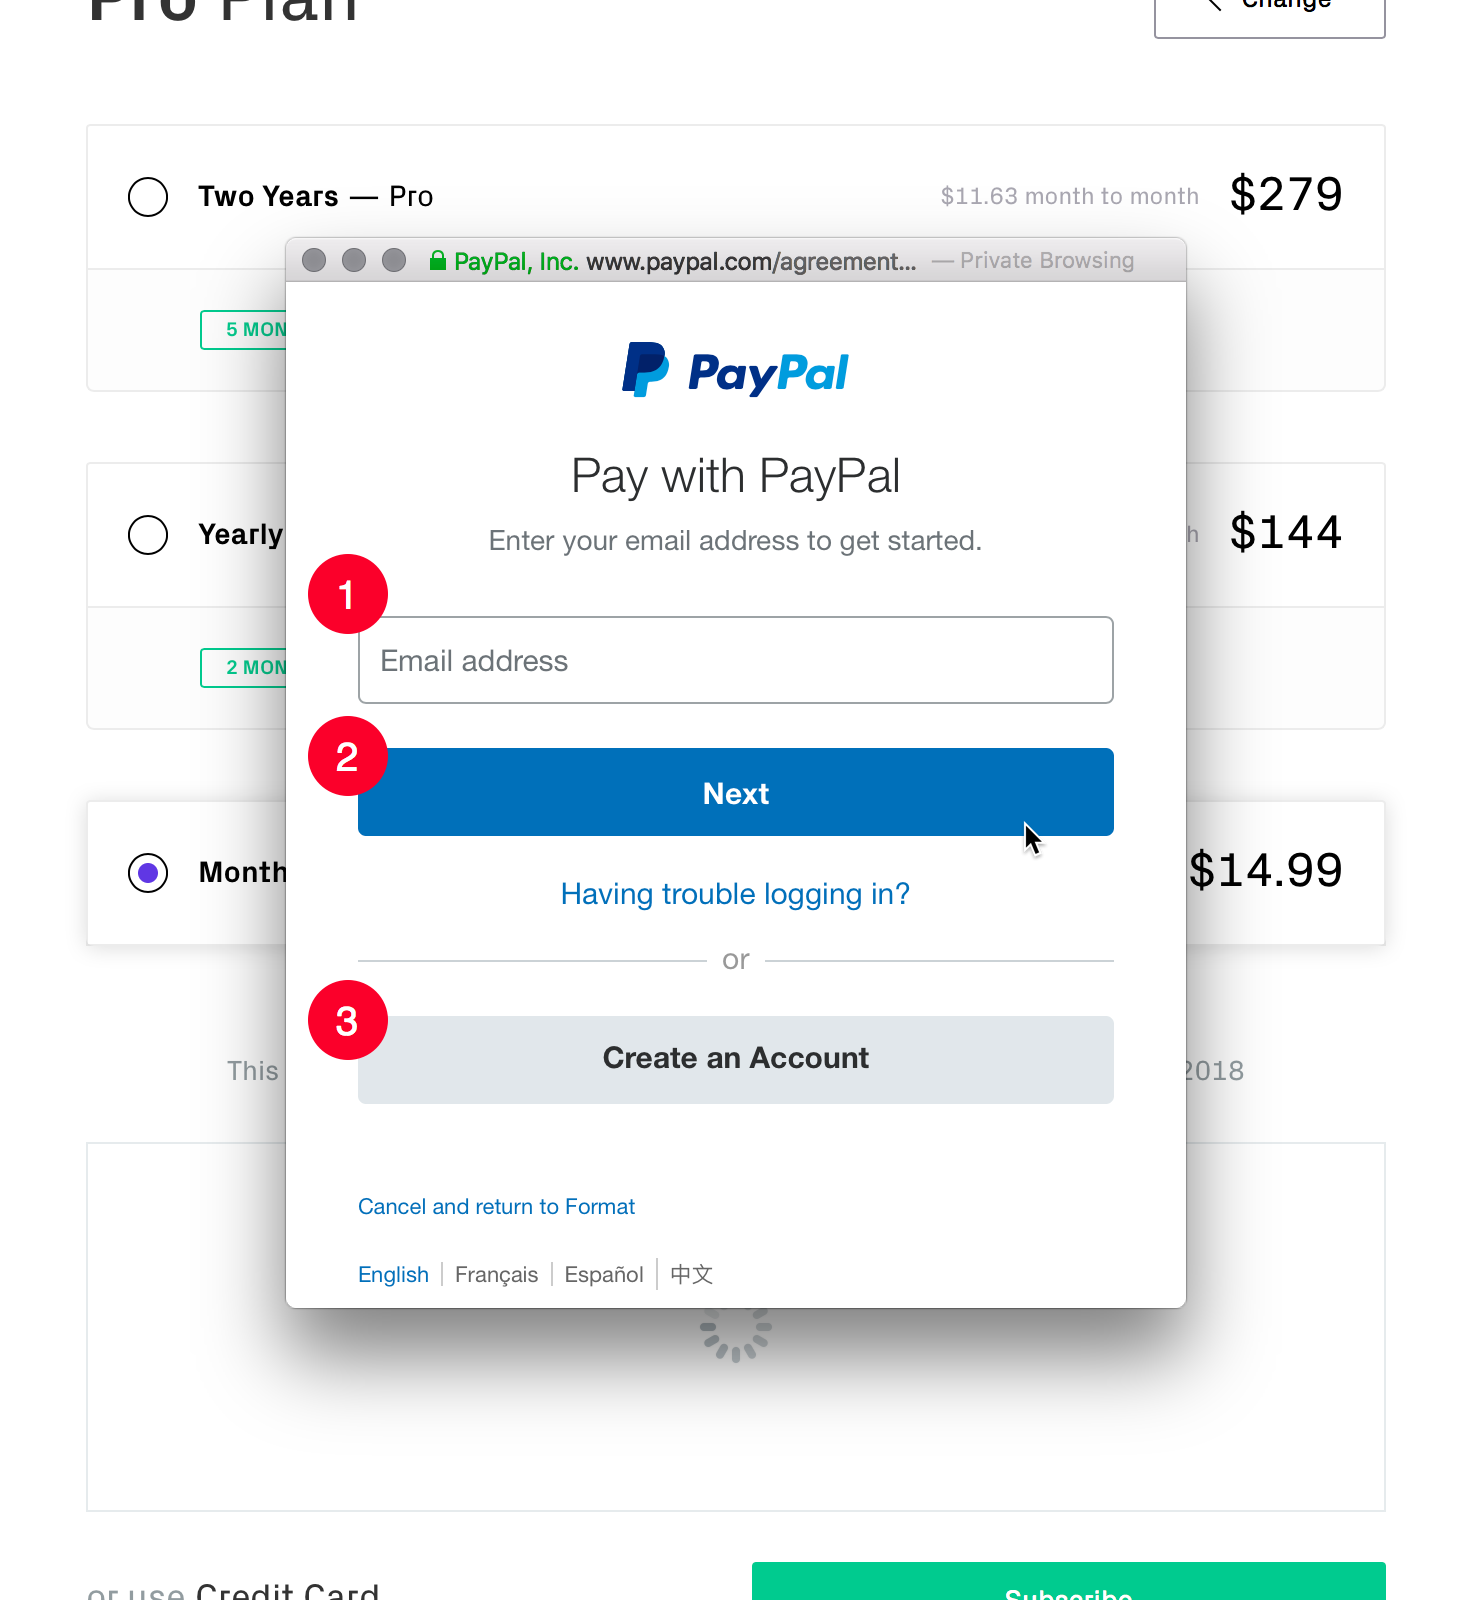 Pro Plan
Change
Two Years — Pro
$11.63 month to month $279
PayPal, Inc. www.paypal.com/agreement... — Private Browsing
5 MON
PayPal
Pay with PayPal
Yearly
$144
Enter your email address to get started.
1
Email address
2 MON
2
Next
Month
$14.99
Having trouble logging in?
or
3
Create an Account
This
2018
Cancel and return to Format
English | Français | Español | 中文
or use Credit Card
Subscribe